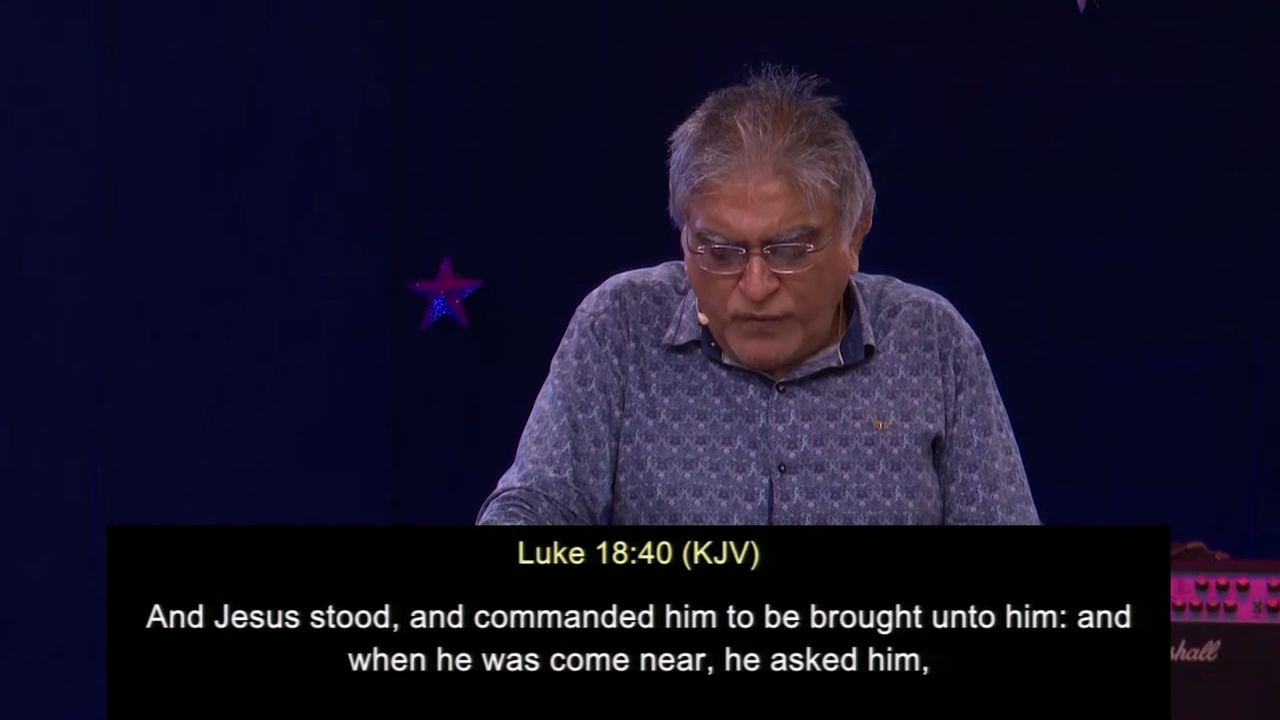 Luke 18:40 (KJV)
And Jesus stood, and commanded him to be brought unto him: and
when he was come near, he asked him,